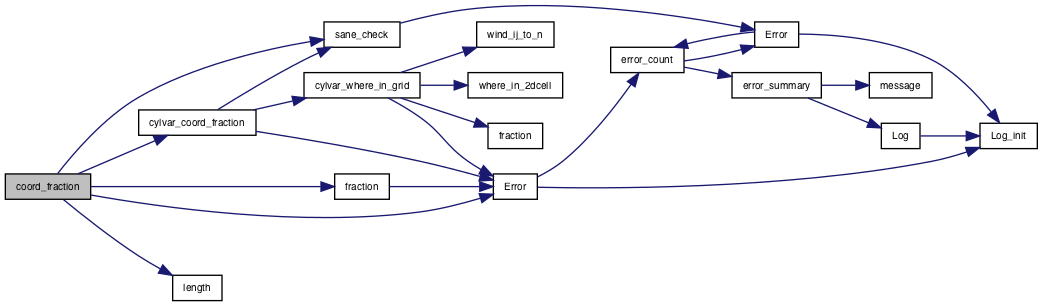 sane_check
wind_ij_to_n
Error
error_count
cylvar_where_in_grid
where_in_2dcell
error_summary
message
cylvar_coord_fraction
fraction
Log
Log_init
coord_fraction
fraction
Error
length